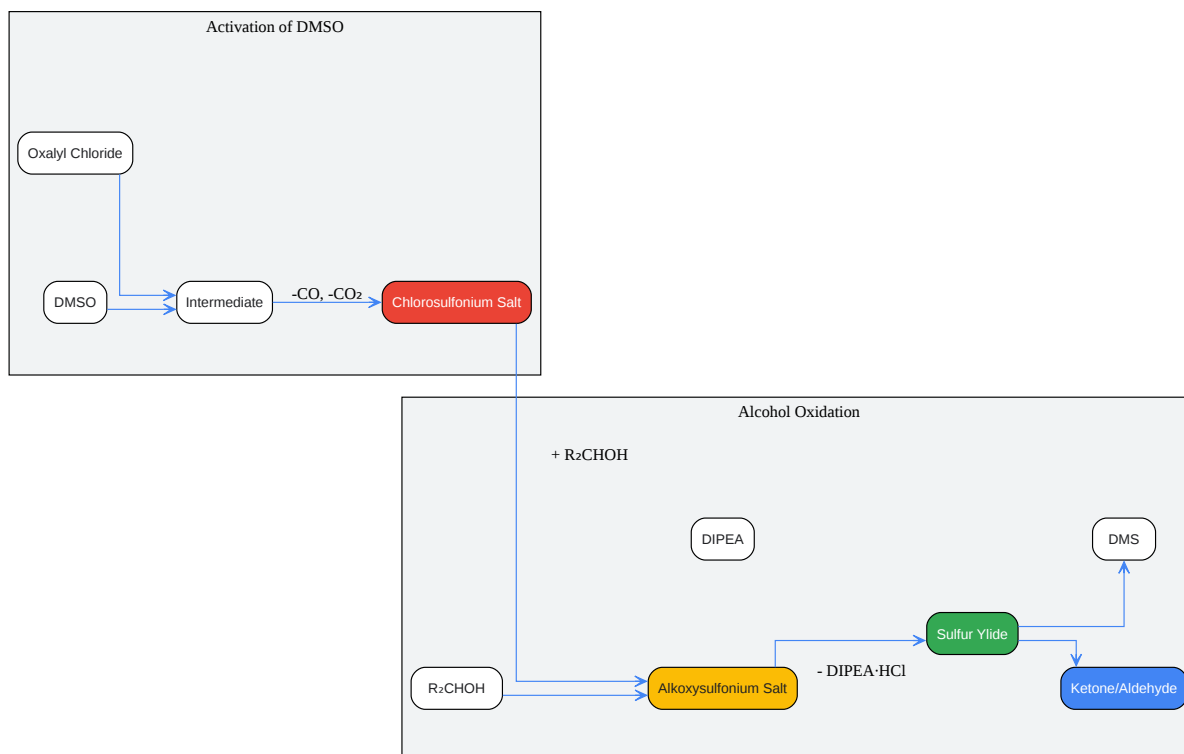 Activation of DMSO
Oxalyl Chloride
DMSO
Intermediate
-CO, -CO₂
Chlorosulfonium Salt
Alcohol Oxidation
+ R₂CHOH
DIPEA
DMS
Sulfur Ylide
- DIPEA·HCl
R₂CHOH
Alkoxysulfonium Salt
Ketone/Aldehyde